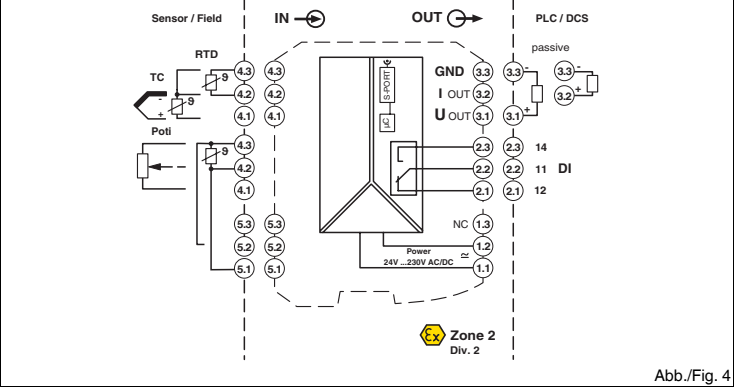 Sensor / Field
IN
OUT
PLC / DCS
passive
RTD
TC
ϑ
-
+
ϑ
4.3
4.2
4.1
4.3
4.2
4.1
S-PORT
µC
GND
I OUT
U OUT
3.3
3.2
3.1
3.3 -
3.1 +
3.3 -
3.2 +
Poti
ϑ
4.3
4.2
4.1
2.3
2.2
2.1
2.3
2.2
2.1
14
11 DI
12
5.3
5.2
5.1
5.3
5.2
5.1
NC
1.3
1.2
1.1
Power
24V ...230V AC/DC
≃
Ex
Zone 2
Div. 2
Abb./Fig. 4